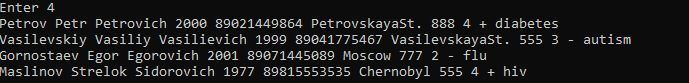 Enter 4
Petrov Petr Petrovich 2000 89021449864 PetrovskayaSt. 888 4 + diabetes
Vasilevskiy Vasiliy Vasilievich 1999 89041775467 VasilevskayaSt. 555 3 - autism
Gornostaev Egor Egorovich 2001 89071445089 Moscow 777 2 - flu
Maslinov Strelok Sidorovich 1977 89815553535 Chernobyl 555 4 + hiv